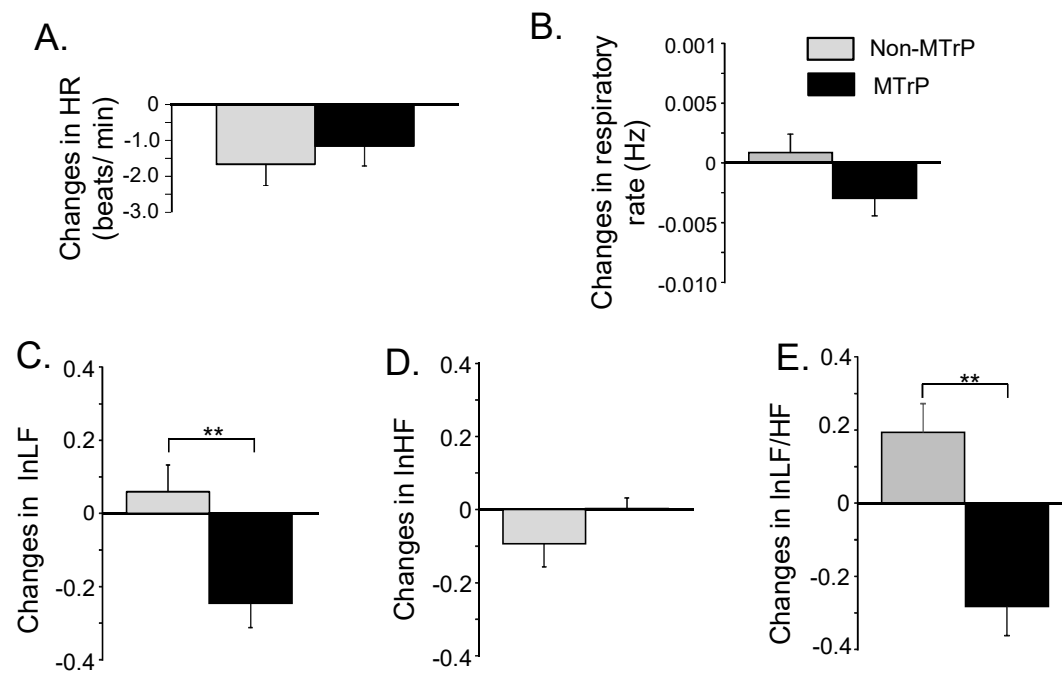 A.
Changes in HR
(beats/ min)
0
-1.0
-2.0
-3.0
B.
Changes in respiratory
rate (Hz)
0.001
0.005
0
-0.005
-0.010
Non-MTrP
MTrP
C.
Changes in lnLF
0.4
0.2
0
-0.2
-0.4
**
D.
Changes in lnHF
0.4
0.2
0
-0.2
-0.4
E.
Changes in lnLF/HF
0.4
0.2
0
-0.2
-0.4
**